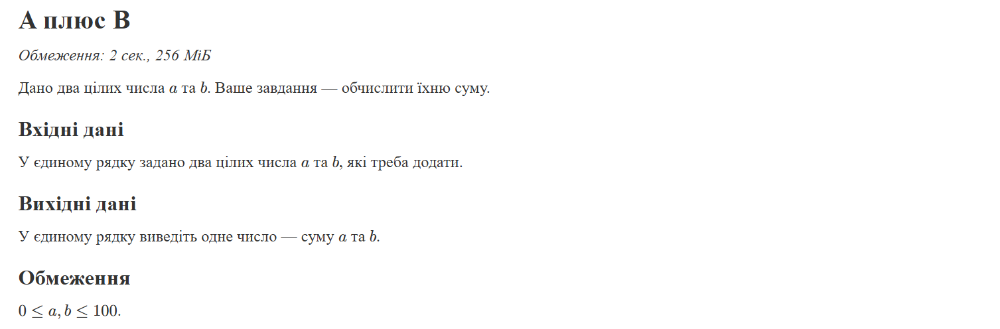 А плюс B
Обмеження: 2 сек., 256 МіБ
Дано два цілих числа a та b. Ваше завдання — обчислити їхню суму.
Вхідні дані
У єдиному рядку задано два цілих числа a та b, які треба додати.
Вихідні дані
У єдиному рядку виведіть одне число — суму a та b.
Обмеження
0 ≤ a, b ≤ 100.